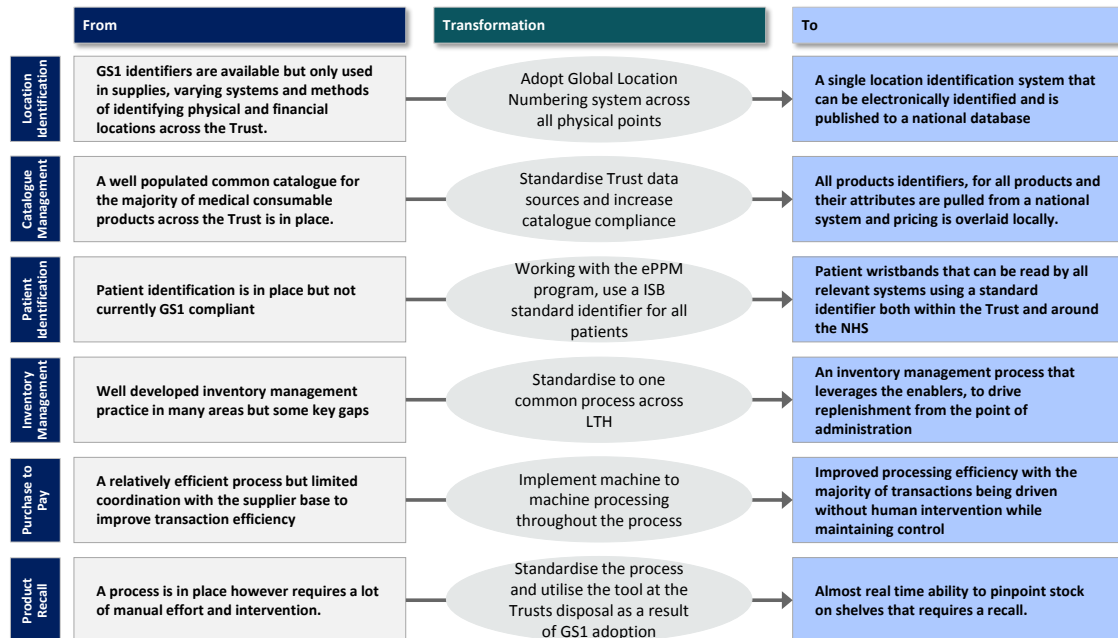 From
Transformation
To
Location
Identification
GS1 identifiers are available but only used
in supplies, varying systems and methods
of identifying physical and financial
locations across the Trust.
Adopt Global Location
Numbering system across
all physical points
A single location identification system that
can be electronically identified and is
published to a national database
Catalogue
Management
A well populated common catalogue for
the majority of medical consumable
products across the Trust is in place.
Standardise Trust data
sources and increase
catalogue compliance
All products identifiers, for all products and
their attributes are pulled from a national
system and pricing is overlaid locally.
Patient
Identification
Patient identification is in place but not
currently GS1 compliant
Working with the ePPM
program, use a ISB
standard identifier for all
patients
Patient wristbands that can be read by all
relevant systems using a standard
identifier both within the Trust and around
the NHS
Inventory
Management
Well developed inventory management
practice in many areas but some key gaps
Standardise to one
common process across
LTH
An inventory management process that
leverages the enablers, to drive
replenishment from the point of
administration
Purchase to
Pay
A relatively efficient process but limited
coordination with the supplier base to
improve transaction efficiency
Implement machine to
machine processing
throughout the process
Improved processing efficiency with the
majority of transactions being driven
without human intervention while
maintaining control
Product
Recall
A process is in place however requires a lot
of manual effort and intervention.
Standardise the process
and utilise the tool at the
Trusts disposal as a result
of GS1 adoption
Almost real time ability to pinpoint stock
on shelves that requires a recall.